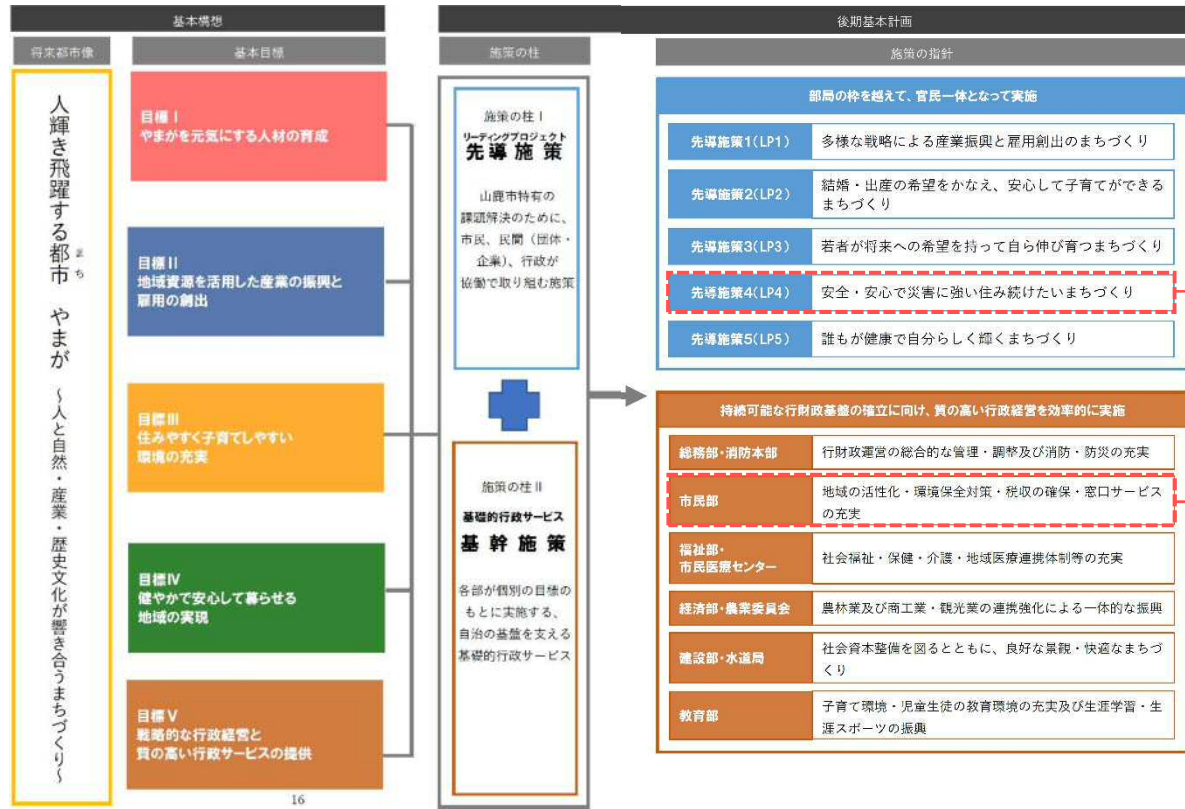 基本構想
後期基本計画
将来都市像
基本目標
施策の柱
施策の指針
人輝き飛躍する都市 やまが
まち
～人と自然・産業・歴史文化が響き合うまちづくり～
目標Ⅰ
やまがを元気にする人材の育成
目標Ⅱ
地域資源を活用した産業の振興と
雇用の創出
目標Ⅲ
住みやすく子育てしやすい
環境の充実
目標Ⅳ
健やかで安心して暮らせる
地域の実現
目標Ⅴ
戦略的な行政経営と
質の高い行政サービスの提供
16
施策の柱Ⅰ
リーディングプロジェクト
先導施策
山鹿市特有の
課題解決のために、
市民、民間（団体・
企業）、行政が
協働で取り組む施策
施策の柱Ⅱ
基礎的行政サービス
基幹施策
各部が個別の目標の
もとに実施する、
自治の基盤を支える
基礎的行政サービス
部局の枠を越えて、官民一体となって実施
先導施策1(LP1)
多様な戦略による産業振興と雇用創出のまちづくり
先導施策2(LP2)
結婚・出産の希望をかなえ、安心して子育てができる
まちづくり
先導施策3(LP3)
若者が将来への希望を持って自ら伸び育つまちづくり
先導施策4(LP4)
安全・安心で災害に強い住み続けたいまちづくり
先導施策5(LP5)
誰もが健康で自分らしく輝くまちづくり
持続可能な行財政基盤の確立に向け、質の高い行政経営を効率的に実施
総務部・消防本部
行財政運営の総合的な管理・調整及び消防・防災の充実
市民部
地域の活性化・環境保全対策・税収の確保・窓口サービス
の充実
福祉部・
市民医療センター
社会福祉・保健・介護・地域医療連携体制等の充実
経済部・農業委員会
農林業及び商工業・観光業の連携強化による一体的な振興
建設部・水道局
社会資本整備を図るとともに、良好な景観・快適なまちづ
くり
教育部
子育て環境・児童生徒の教育環境の充実及び生涯学習・生
涯スポーツの振興